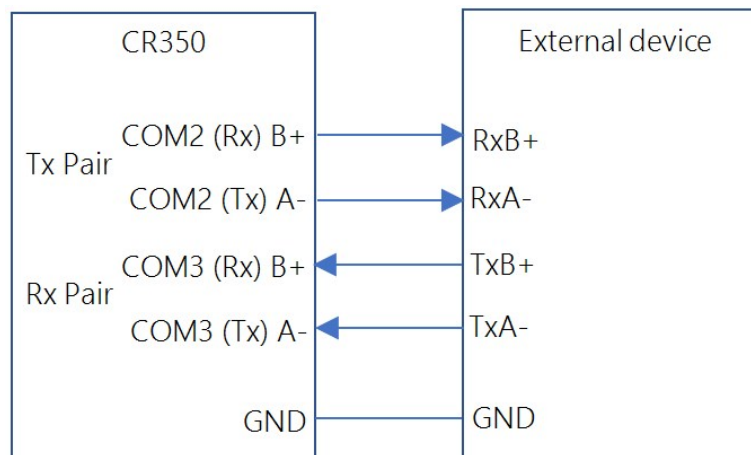 CR350
External device
Tx Pair
COM2 (Rx) B+
RxB+
COM2 (Tx) A-
RxA-
Rx Pair
COM3 (Rx) B+
TxB+
COM3 (Tx) A-
TxA-
GND
GND